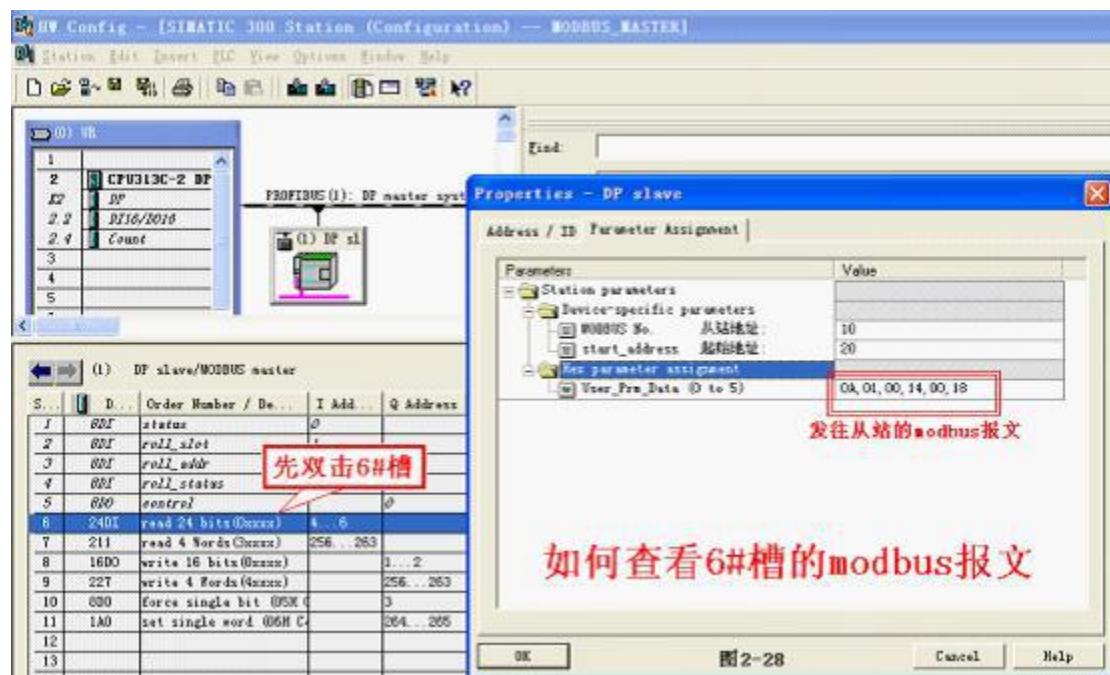 HW Config - [SIMATIC 300 Station (Configuration) -- MODBUS_MASTER]
Station Edit Insert PLC View Options Window Help
Find:
(0) UR
1
2 CPU313C-2 DP
X2 DP
2.2 DI16/DO16
2.4 Count
3
4
5
PROFIBUS(1): DP master syst
(1) DP sl
Properties - DP slave
Address / ID Parameter Assignment
Parameters Value
Station parameters
Device-specific parameters
MODBUS No. 从站地址: 10
start_address 起始地址: 20
Hex parameter assignment
User_Prm_Data (0 to 5) 0A, 01, 00, 14, 00, 18
发往从站的modbus报文
(1) DP slave/MODBUS master
S... D... Order Number / De... I Add... Q Address
1 8DI status 0
2 8DI roll_slot
3 8DI roll_addr
4 8DI roll_status
5 8DO control 0
6 24DI read 24 bits(0xxxx) 4...6
7 211 read 4 Words(3xxxx) 256...263
8 16DO write 16 bits(0xxxx) 1...2
9 227 write 4 Words(4xxxx) 256...263
10 8DO force single bit (05H C 3
11 1AO set single word (06H C 264...265
12
13
先双击6#槽
如何查看6#槽的modbus报文
OK
图2-28
Cancel Help